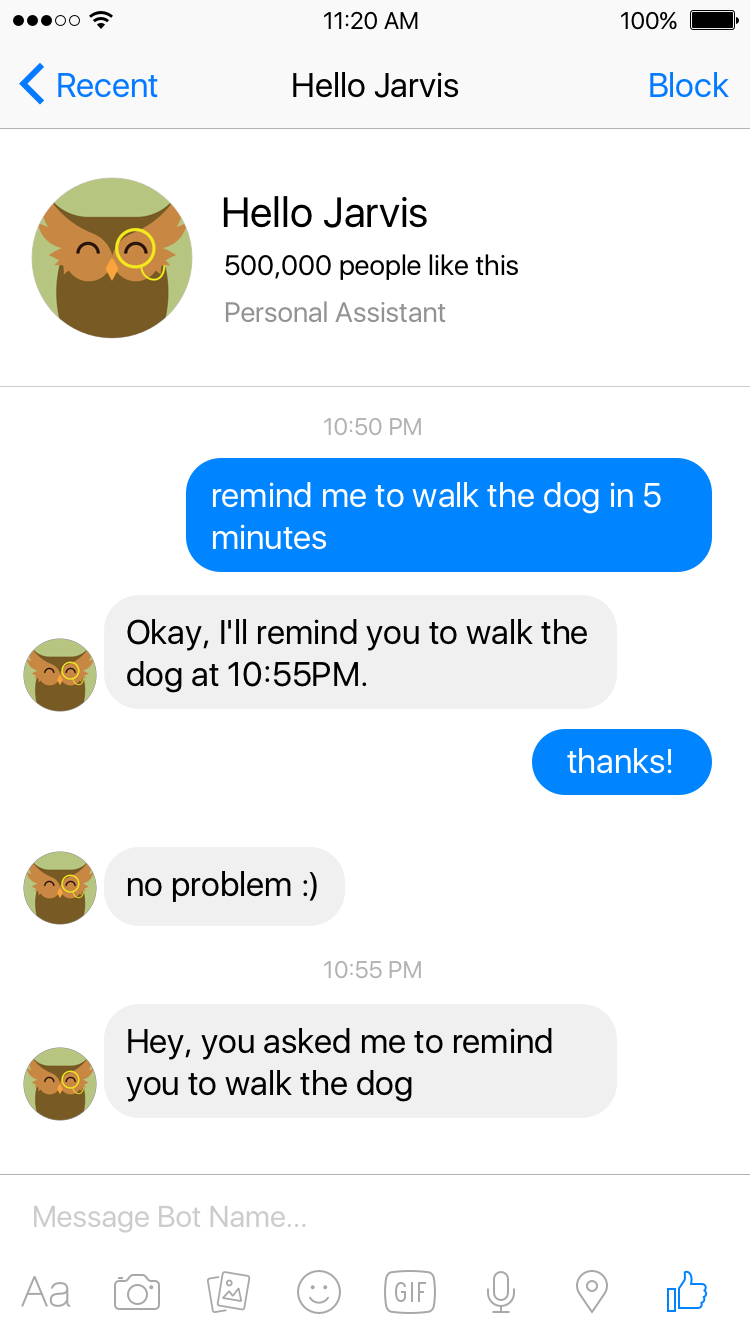 11:20 AM
100%
Recent
Hello Jarvis
Block
Hello Jarvis
500,000 people like this
Personal Assistant
10:50 PM
remind me to walk the dog in 5
minutes
Okay, I'll remind you to walk the
dog at 10:55PM.
thanks!
no problem :)
10:55 PM
Hey, you asked me to remind
you to walk the dog
Message Bot Name...
Aa
GIF